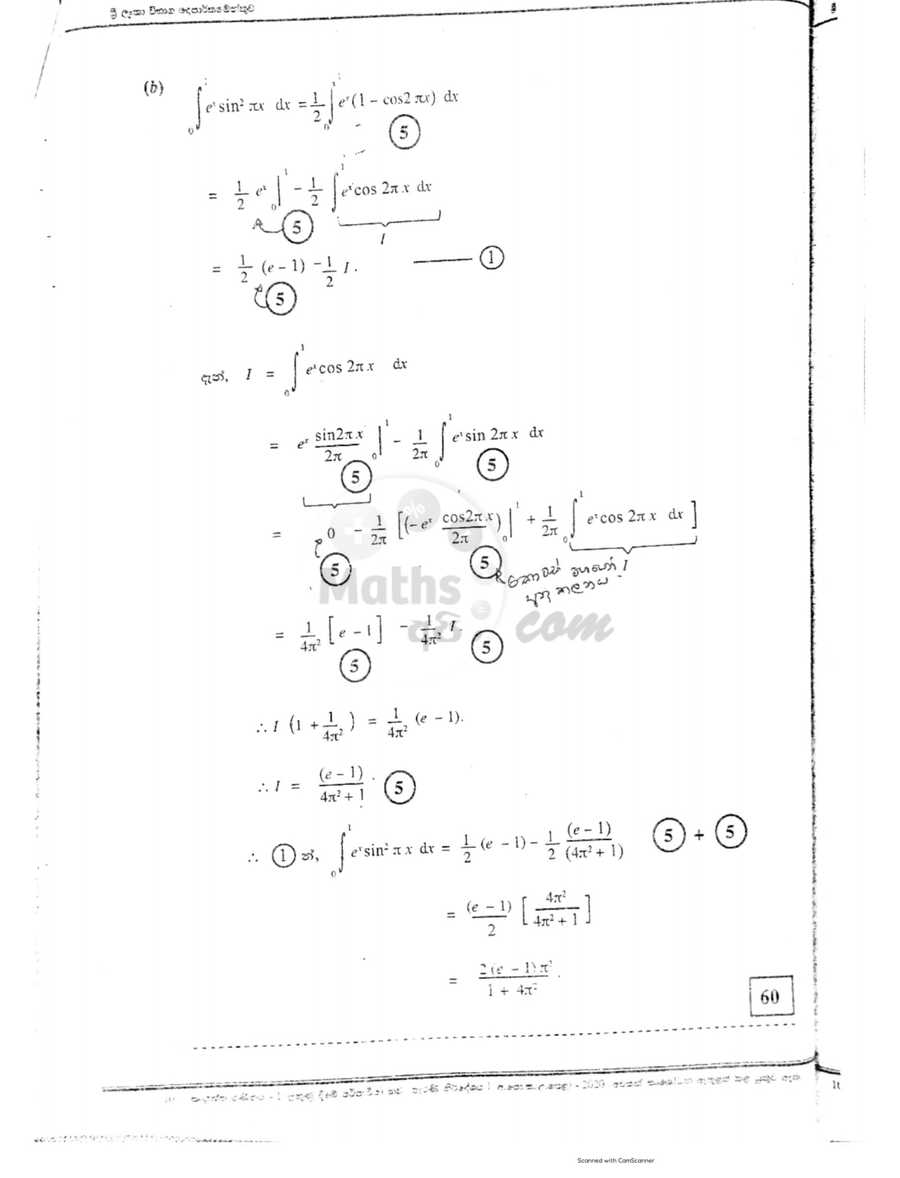 ශ්‍රී ලංකා විභාග දෙපාර්තමේන්තුව
(b) ∫₀¹ eˣ sin² πx dx = 1/2 ∫₀¹ eˣ (1 − cos2 πx) dx
5
= 1/2 eˣ |₀¹ − 1/2 ∫₀¹ eˣ cos 2π x dx
5 I
= 1/2 (e − 1) − 1/2 I . ——— 1
5
දැන්, I = ∫₀¹ eˣ cos 2π x dx
= eˣ sin2π x/2π |₀¹ − 1/2π ∫₀¹ eˣ sin 2π x dx
5 5
= 0 − 1/2π [(− eˣ cos2π x/2π) |₀¹ + 1/2π ∫₀¹ eˣ cos 2π x dx ]
5 5 I
Maths
com
= 1/4π² [ e − 1 ] − 1/4π² I.
5 5
∴ I (1 + 1/4π²) = 1/4π² (e − 1).
∴ I = (e − 1)/4π² + 1 . 5
∴ 1 න්, ∫₀¹ eˣ sin² π x dx = 1/2 (e − 1) − 1/2 (e − 1)/(4π² + 1) 5 + 5
= (e − 1)/2 [ 4π²/4π² + 1 ]
= 2 (e − 1) π²/1 + 4π² .
60
Scanned with CamScanner